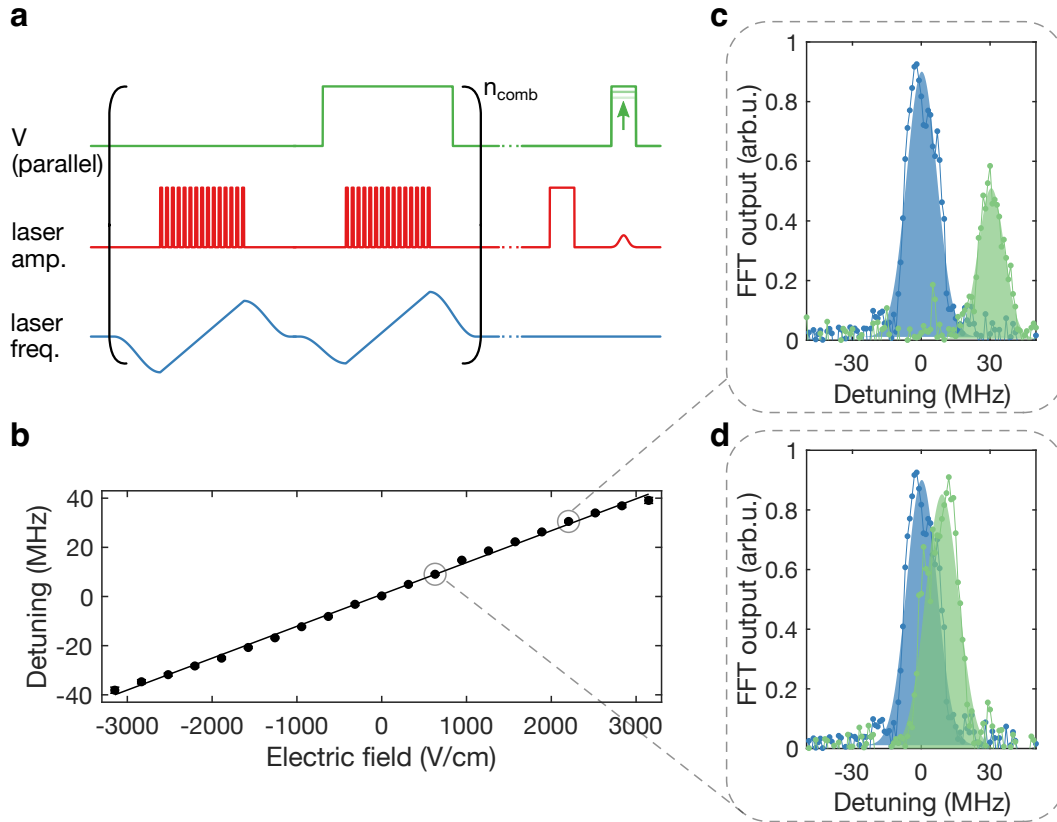 a
V
(parallel)
n_comb
laser
amp.
laser
freq.
b
Detuning (MHz)
40
20
0
-20
-40
-3000 -2000 -1000 0 1000 2000 3000
Electric field (V/cm)
c
FFT output (arb.u.)
1
0.8
0.6
0.4
0.2
0
-30 0 30
Detuning (MHz)
d
FFT output (arb.u.)
1
0.8
0.6
0.4
0.2
0
-30 0 30
Detuning (MHz)